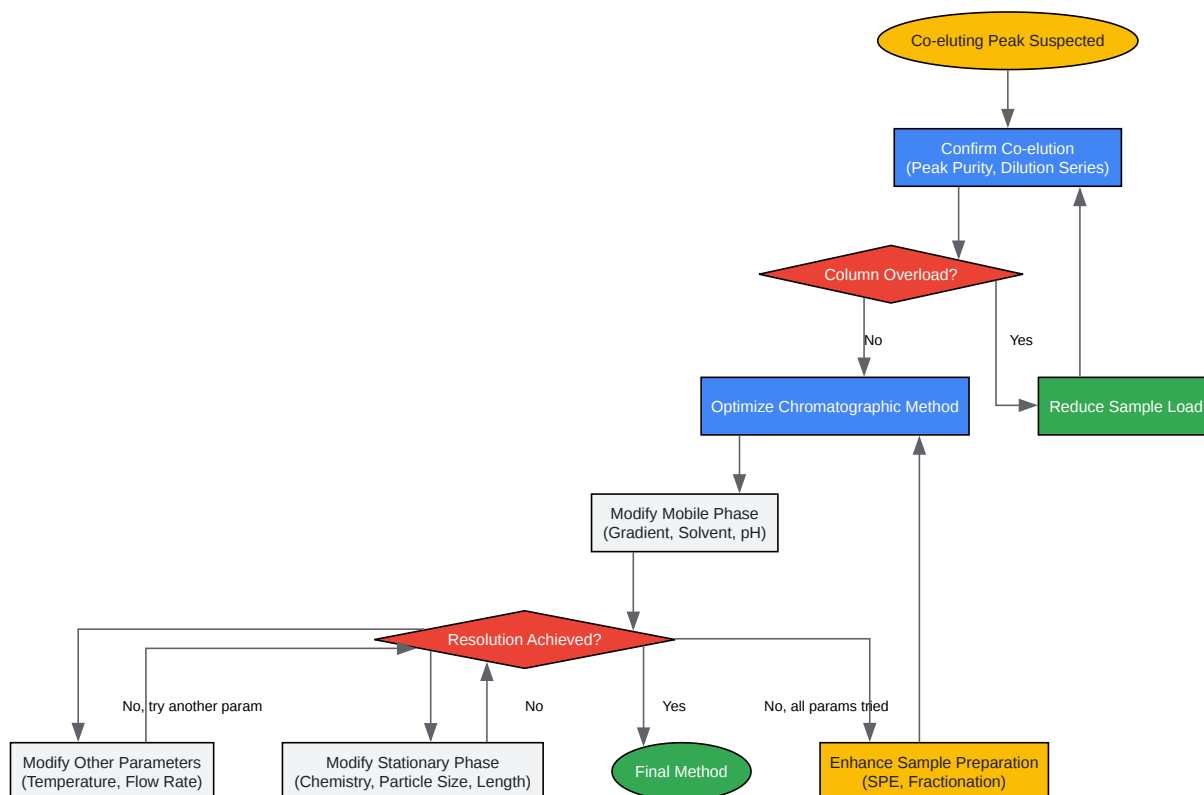 Co-eluting Peak Suspected
Confirm Co-elution
(Peak Purity, Dilution Series)
Column Overload?
No
Yes
Optimize Chromatographic Method
Reduce Sample Load
Modify Mobile Phase
(Gradient, Solvent, pH)
Resolution Achieved?
No, try another param
No
Yes
No, all params tried
Modify Other Parameters
(Temperature, Flow Rate)
Modify Stationary Phase
(Chemistry, Particle Size, Length)
Final Method
Enhance Sample Preparation
(SPE, Fractionation)